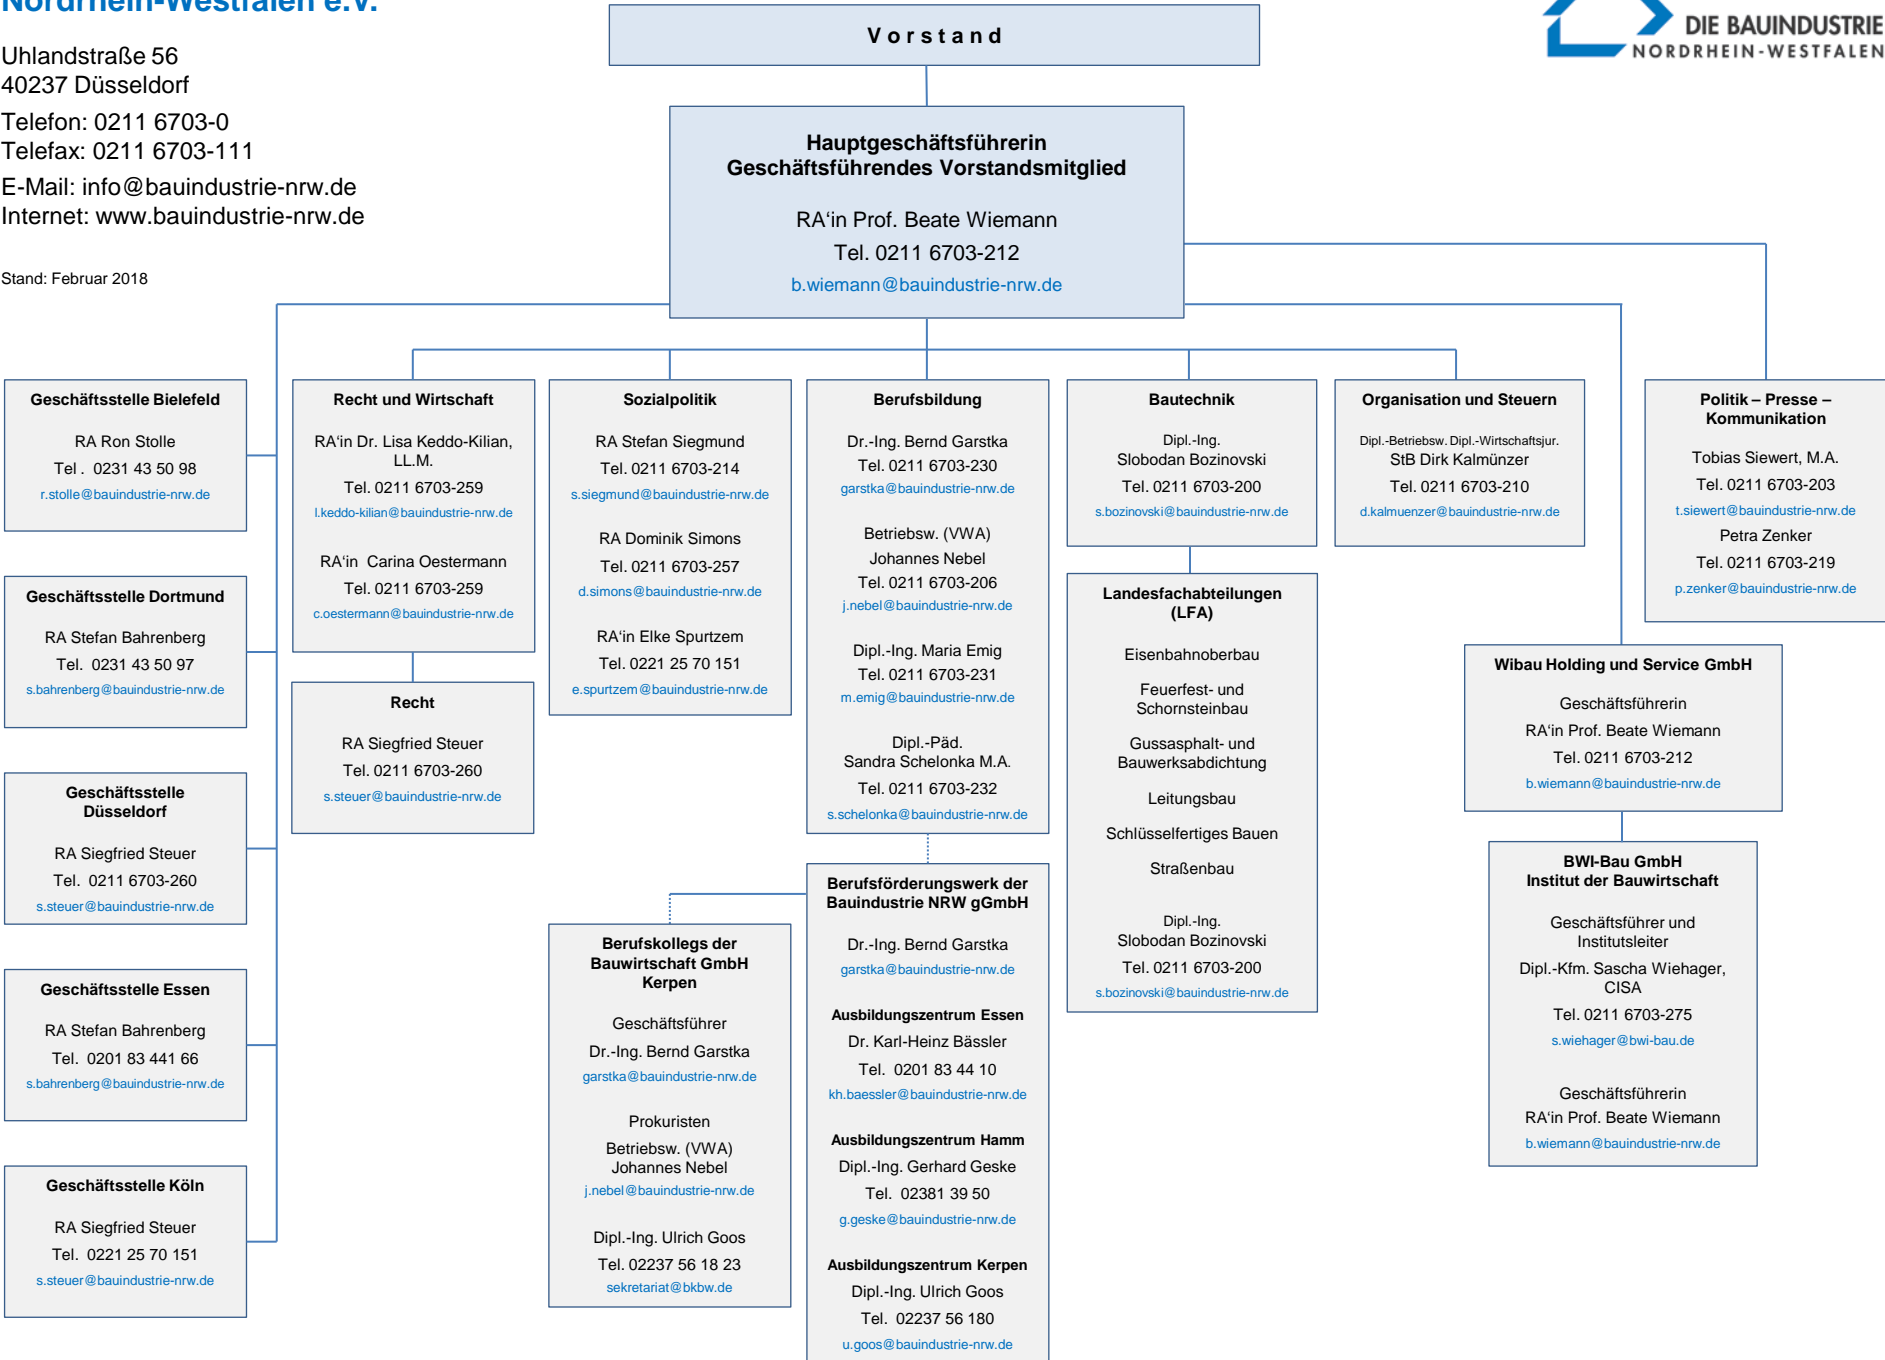 Nordrhein-Westfalen e.V.
Uhlandstraße 56
40237 Düsseldorf
Telefon: 0211 6703-0
Telefax: 0211 6703-111
E-Mail: info@bauindustrie-nrw.de
Internet: www.bauindustrie-nrw.de
Stand: Februar 2018
Vorstand
DIE BAUINDUSTRIE
NORDRHEIN-WESTFALEN
Hauptgeschäftsführerin
Geschäftsführendes Vorstandsmitglied
RA‘in Prof. Beate Wiemann
Tel. 0211 6703-212
b.wiemann@bauindustrie-nrw.de
Geschäftsstelle Bielefeld
RA Ron Stolle
Tel . 0231 43 50 98
r.stolle@bauindustrie-nrw.de
Geschäftsstelle Dortmund
RA Stefan Bahrenberg
Tel. 0231 43 50 97
s.bahrenberg@bauindustrie-nrw.de
Geschäftsstelle
Düsseldorf
RA Siegfried Steuer
Tel. 0211 6703-260
s.steuer@bauindustrie-nrw.de
Geschäftsstelle Essen
RA Stefan Bahrenberg
Tel. 0201 83 441 66
s.bahrenberg@bauindustrie-nrw.de
Geschäftsstelle Köln
RA Siegfried Steuer
Tel. 0221 25 70 151
s.steuer@bauindustrie-nrw.de
Recht und Wirtschaft
RA‘in Dr. Lisa Keddo-Kilian,
LL.M.
Tel. 0211 6703-259
l.keddo-kilian@bauindustrie-nrw.de
RA‘in Carina Oestermann
Tel. 0211 6703-259
c.oestermann@bauindustrie-nrw.de
Recht
RA Siegfried Steuer
Tel. 0211 6703-260
s.steuer@bauindustrie-nrw.de
Sozialpolitik
RA Stefan Siegmund
Tel. 0211 6703-214
s.siegmund@bauindustrie-nrw.de
RA Dominik Simons
Tel. 0211 6703-257
d.simons@bauindustrie-nrw.de
RA‘in Elke Spurtzem
Tel. 0221 25 70 151
e.spurtzem@bauindustrie-nrw.de
Berufsbildung
Dr.-Ing. Bernd Garstka
Tel. 0211 6703-230
garstka@bauindustrie-nrw.de
Betriebsw. (VWA)
Johannes Nebel
Tel. 0211 6703-206
j.nebel@bauindustrie-nrw.de
Dipl.-Ing. Maria Emig
Tel. 0211 6703-231
m.emig@bauindustrie-nrw.de
Dipl.-Päd.
Sandra Schelonka M.A.
Tel. 0211 6703-232
s.schelonka@bauindustrie-nrw.de
Berufskollegs der
Bauwirtschaft GmbH
Kerpen
Geschäftsführer
Dr.-Ing. Bernd Garstka
garstka@bauindustrie-nrw.de
Prokuristen
Betriebsw. (VWA)
Johannes Nebel
j.nebel@bauindustrie-nrw.de
Dipl.-Ing. Ulrich Goos
Tel. 02237 56 18 23
sekretariat@bkbw.de
Berufsförderungswerk der
Bauindustrie NRW gGmbH
Dr.-Ing. Bernd Garstka
garstka@bauindustrie-nrw.de
Ausbildungszentrum Essen
Dr. Karl-Heinz Bässler
Tel. 0201 83 44 10
kh.baessler@bauindustrie-nrw.de
Ausbildungszentrum Hamm
Dipl.-Ing. Gerhard Geske
Tel. 02381 39 50
g.geske@bauindustrie-nrw.de
Ausbildungszentrum Kerpen
Dipl.-Ing. Ulrich Goos
Tel. 02237 56 180
u.goos@bauindustrie-nrw.de
Bautechnik
Dipl.-Ing.
Slobodan Bozinovski
Tel. 0211 6703-200
s.bozinovski@bauindustrie-nrw.de
Landesfachabteilungen
(LFA)
Eisenbahnoberbau
Feuerfest- und
Schornsteinbau
Gussasphalt- und
Bauwerksabdichtung
Leitungsbau
Schlüsselfertiges Bauen
Straßenbau
Dipl.-Ing.
Slobodan Bozinovski
Tel. 0211 6703-200
s.bozinovski@bauindustrie-nrw.de
Organisation und Steuern
Dipl.-Betriebsw. Dipl.-Wirtschaftsjur.
StB Dirk Kalmünzer
Tel. 0211 6703-210
d.kalmuenzer@bauindustrie-nrw.de
Politik – Presse –
Kommunikation
Tobias Siewert, M.A.
Tel. 0211 6703-203
t.siewert@bauindustrie-nrw.de
Petra Zenker
Tel. 0211 6703-219
p.zenker@bauindustrie-nrw.de
Wibau Holding und Service GmbH
Geschäftsführerin
RA‘in Prof. Beate Wiemann
Tel. 0211 6703-212
b.wiemann@bauindustrie-nrw.de
BWI-Bau GmbH
Institut der Bauwirtschaft
Geschäftsführer und
Institutsleiter
Dipl.-Kfm. Sascha Wiehager,
CISA
Tel. 0211 6703-275
s.wiehager@bwi-bau.de
Geschäftsführerin
RA‘in Prof. Beate Wiemann
b.wiemann@bauindustrie-nrw.de